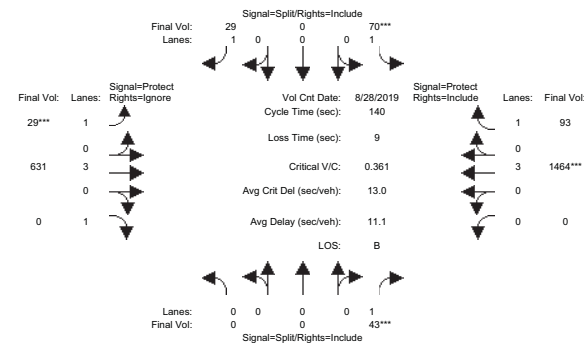 Signal=Split/Rights=Include
Final Vol: 29 0 70***
Lanes: 1 0 0 0 1
Signal=Protect
Final Vol: Lanes: Rights=Ignore
Vol Cnt Date: 8/28/2019
Signal=Protect
Rights=Include Lanes: Final Vol:
Cycle Time (sec): 140
29*** 1
1 93
Loss Time (sec): 9
0
0
631 3
Critical V/C: 0.361
3 1464***
0
Avg Crit Del (sec/veh): 13.0
0
0 1
Avg Delay (sec/veh): 11.1
0 0
LOS: B
Lanes: 0 0 0 0 1
Final Vol: 0 0 43***
Signal=Split/Rights=Include